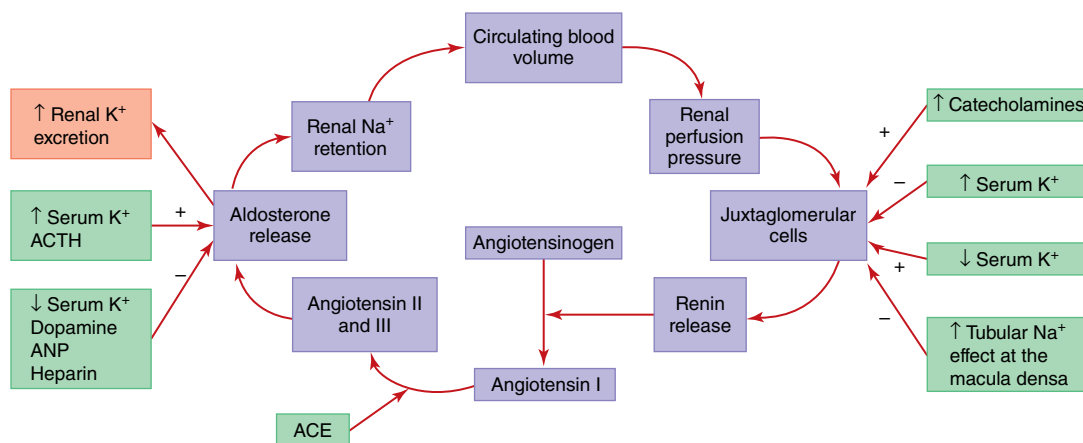 Circulating blood
volume
↑ Renal K⁺
excretion
Renal Na⁺
retention
Renal
perfusion
pressure
↑ Catecholamines
+
−
↑ Serum K⁺
↑ Serum K⁺
ACTH
+
Aldosterone
release
Juxtaglomerular
cells
Angiotensinogen
+
↓ Serum K⁺
−
↓ Serum K⁺
Dopamine
ANP
Heparin
Angiotensin II
and III
Renin
release
−
↑ Tubular Na⁺
effect at the
macula densa
Angiotensin I
ACE